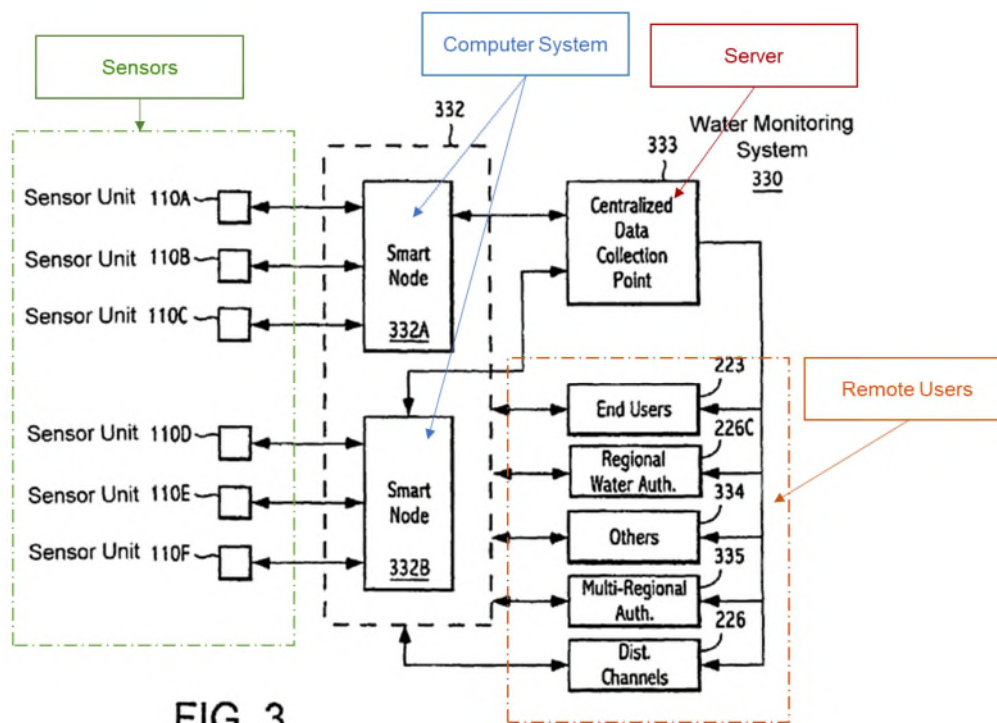 Sensors
Computer System
Server
332
Water Monitoring
System
330
333
Sensor Unit 110A
Sensor Unit 110B
Sensor Unit 110C
Smart
Node
332A
Centralized
Data
Collection
Point
Sensor Unit 110D
Sensor Unit 110E
Sensor Unit 110F
Smart
Node
332B
Remote Users
223
End Users
226C
Regional
Water Auth.
334
Others
335
Multi-Regional
Auth.
226
Dist.
Channels
FIG. 3